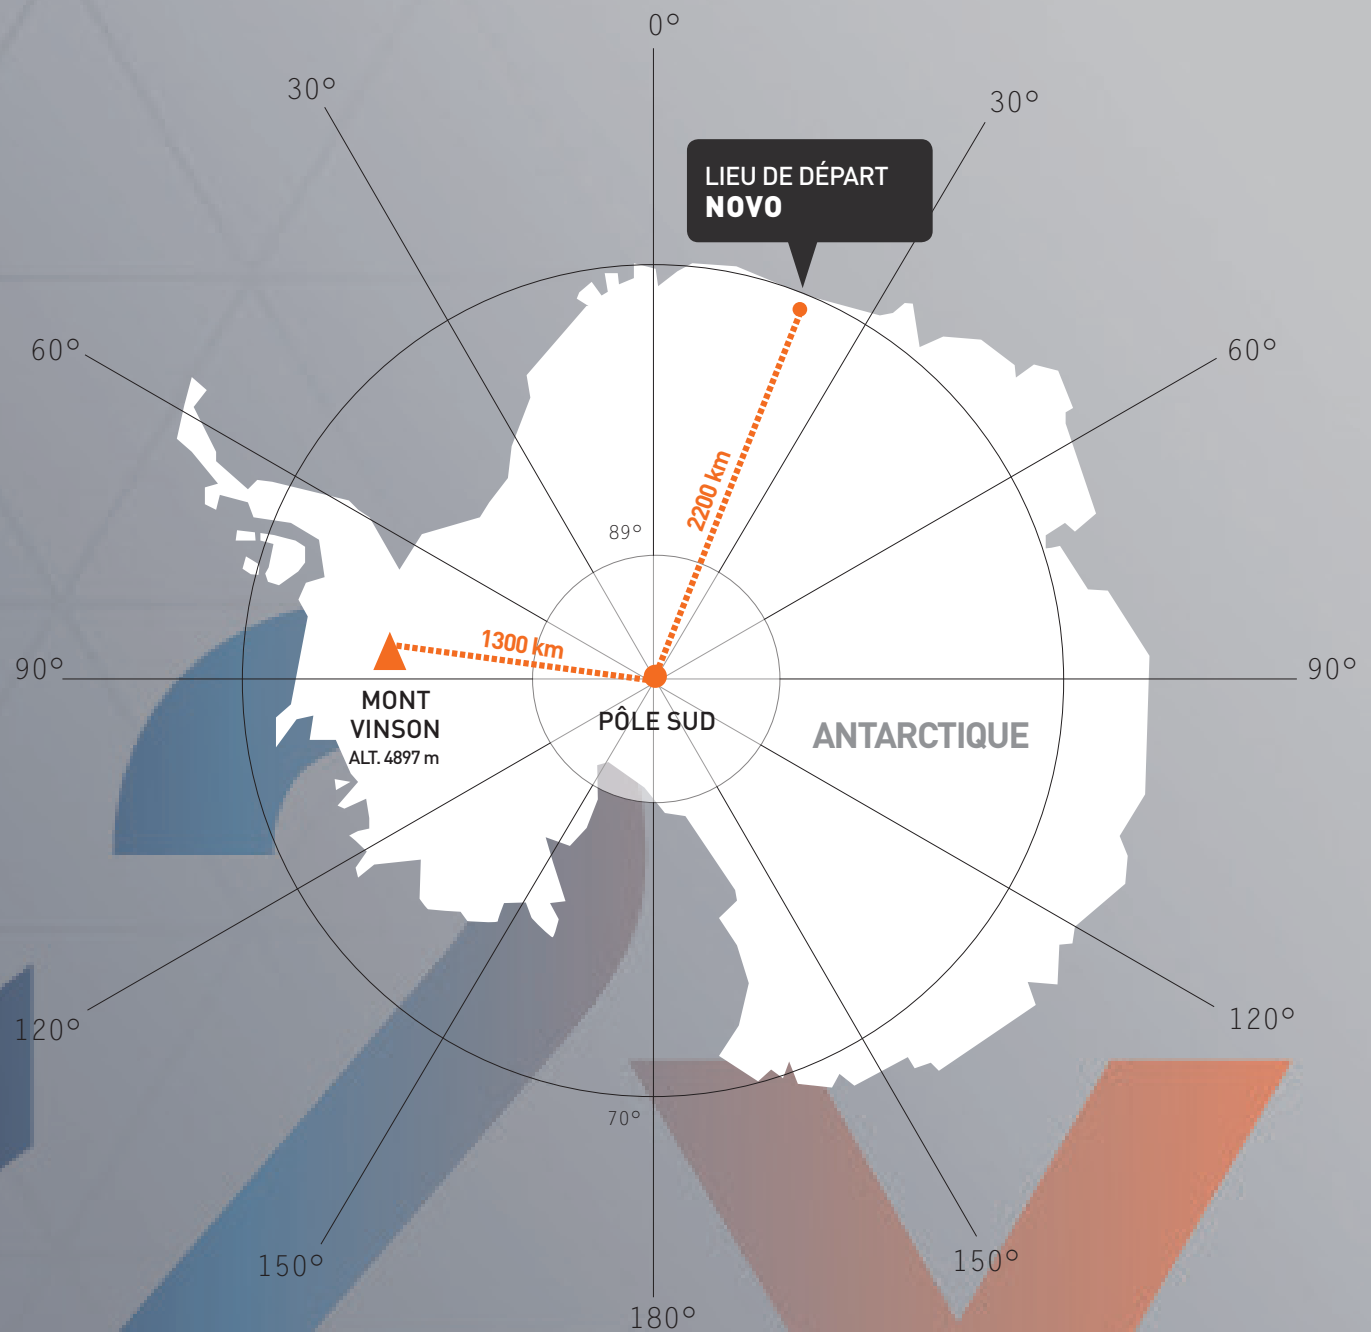 0°
30°
30°
LIEU DE DÉPART
NOVO
60°
60°
2200 km
89°
1300 km
90°
90°
MONT
VINSON
ALT. 4897 m
PÔLE SUD
ANTARCTIQUE
120°
120°
70°
150°
150°
180°